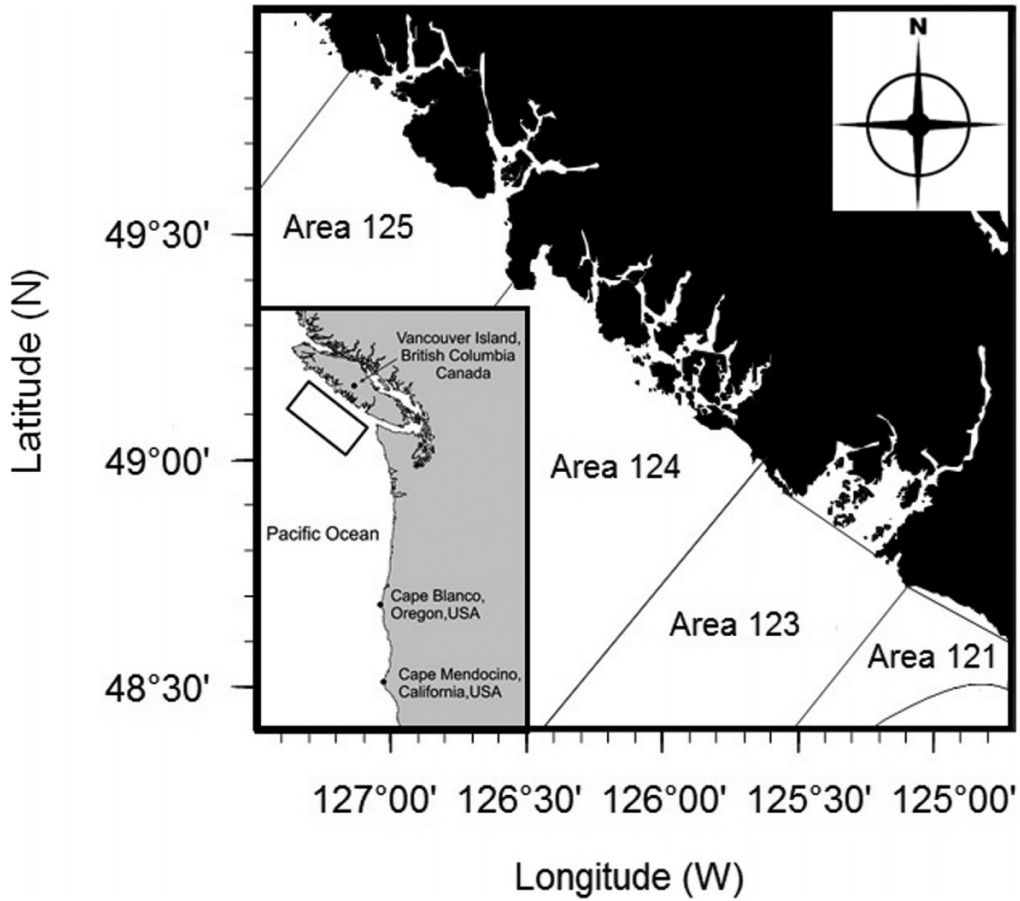 N
Area 125
49°30'
Vancouver Island,
British Columbia
Canada
Latitude (N)
49°00'
Area 124
Pacific Ocean
Cape Blanco,
Oregon,USA
Area 123
Area 121
Cape Mendocino,
California,USA
48°30'
127°00' 126°30' 126°00' 125°30' 125°00'
Longitude (W)